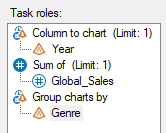 Task roles:
Column to chart (Limit: 1)
Year
Sum of (Limit: 1)
Global_Sales
Group charts by
Genre